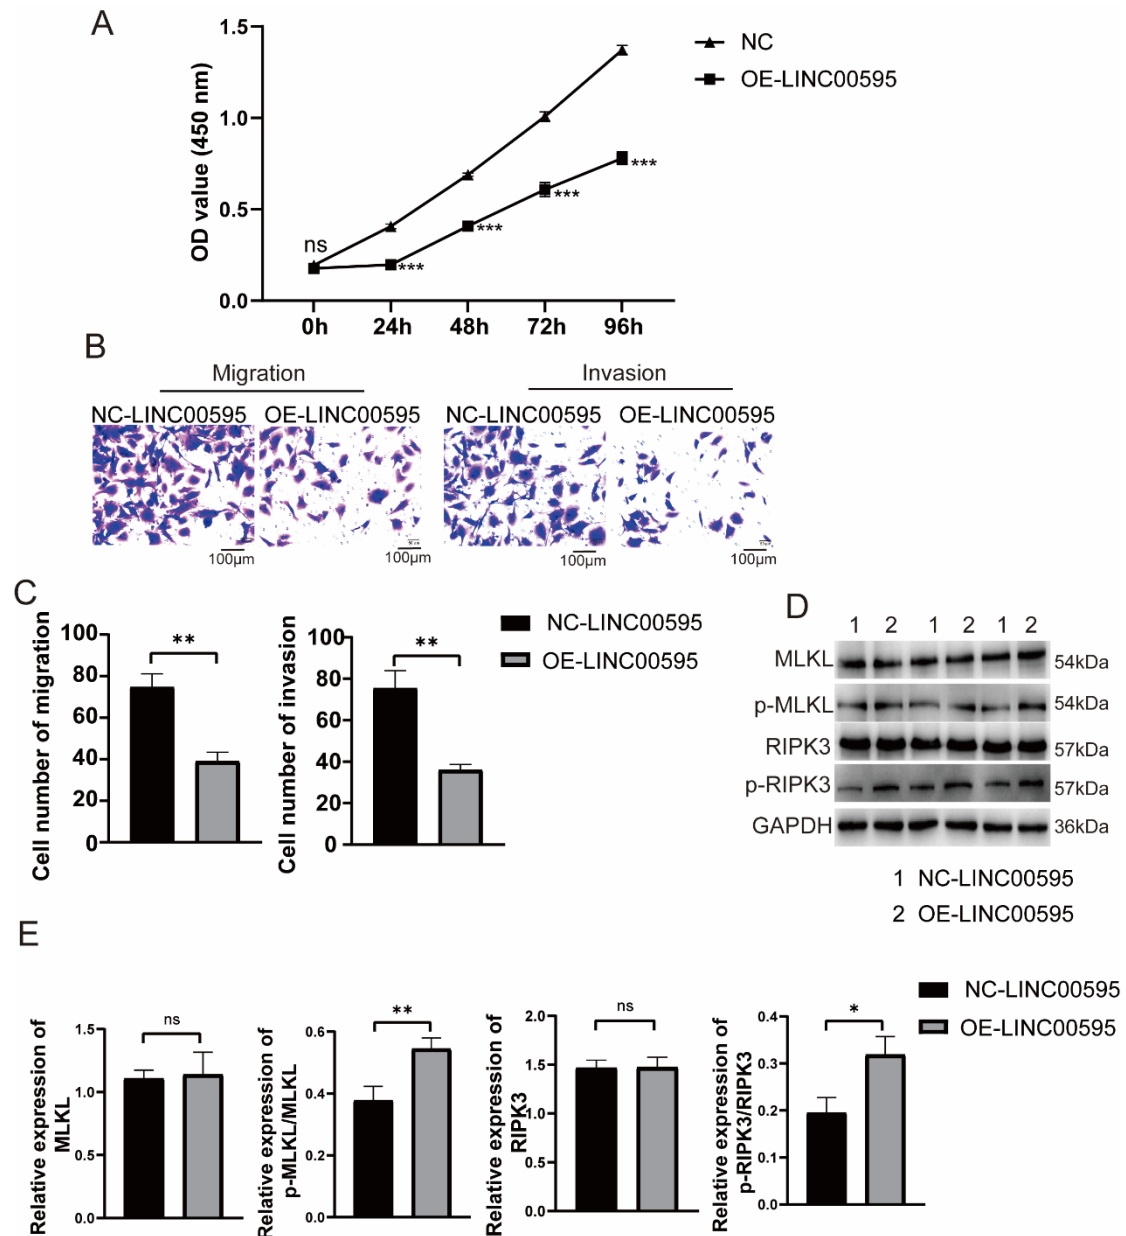 A
1.5
1.0
0.5
0.0
OD value (450 nm)
ns
***
***
***
***
0h 24h 48h 72h 96h
NC
OE-LINC00595
B
Migration
Invasion
NC-LINC00595 OE-LINC00595 NC-LINC00595 OE-LINC00595
100μm 100μm 100μm 100μm
C
Cell number of migration
100
80
60
40
20
0
**
Cell number of invasion
100
80
60
40
20
0
**
NC-LINC00595
OE-LINC00595
D
1 2 1 2 1 2
MLKL 54kDa
p-MLKL 54kDa
RIPK3 57kDa
p-RIPK3 57kDa
GAPDH 36kDa
1 NC-LINC00595
2 OE-LINC00595
E
Relative expression of
MLKL
1.5
1.0
0.5
0.0
ns
Relative expression of
p-MLKL/MLKL
0.6
0.4
0.2
0.0
**
Relative expression of
RIPK3
2.0
1.5
1.0
0.5
0.0
ns
Relative expression of
p-RIPK3/RIPK3
0.4
0.3
0.2
0.1
0.0
*
NC-LINC00595
OE-LINC00595